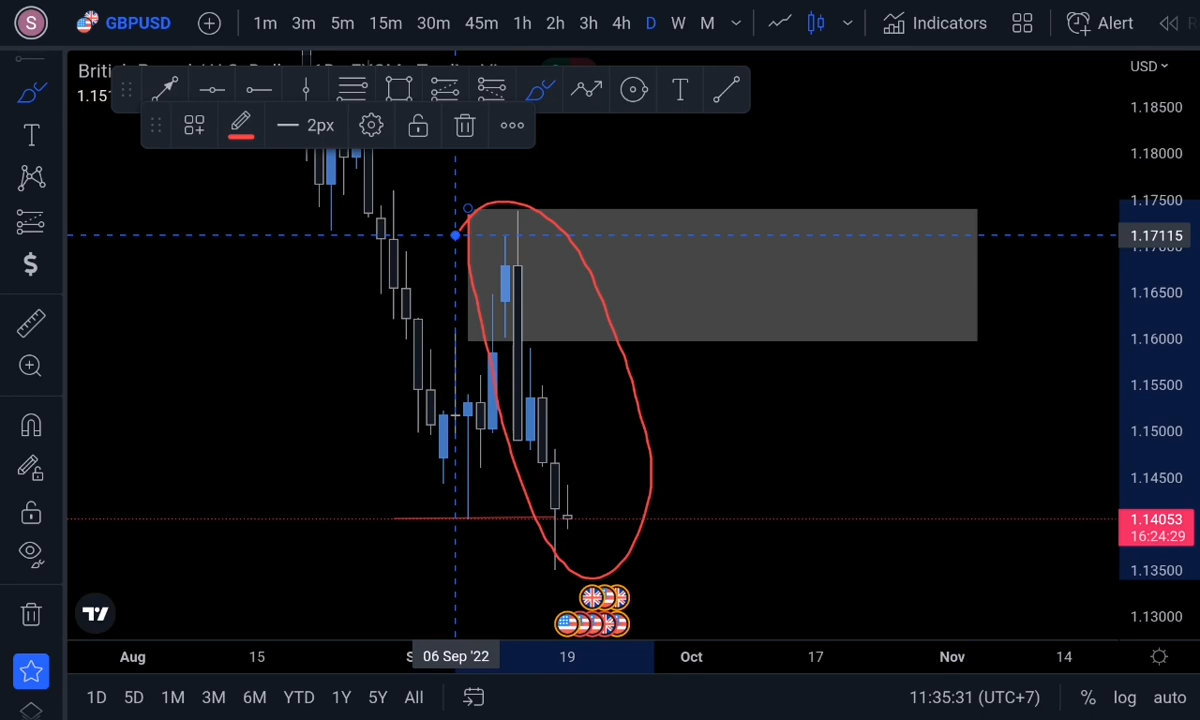 S GBPUSD 1m 3m 5m 15m 30m 45m 1h 2h 3h 4h D W M Indicators Alert
USD
1.15
T
2px
T
1.18500
1.18000
1.17500
1.17115
1.16500
1.16000
1.15500
1.15000
1.14500
1.14053
16:24:29
1.13500
1.13000
Aug 15 06 Sep '22 19 Oct 17 Nov 14
1D 5D 1M 3M 6M YTD 1Y 5Y All 11:35:31 (UTC+7) % log auto